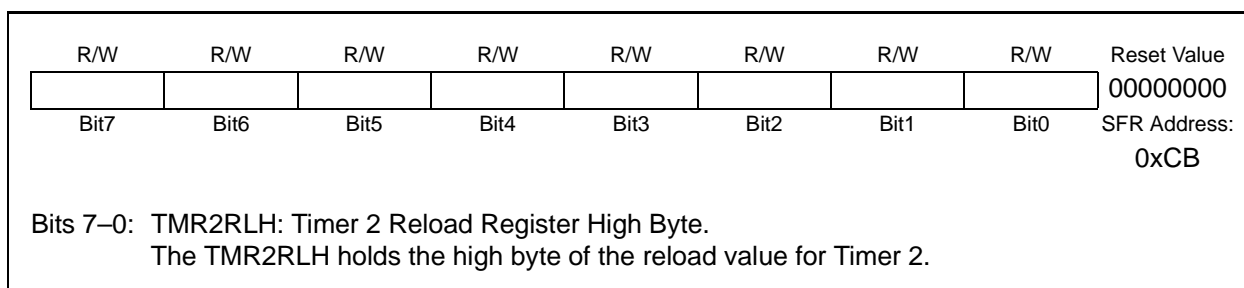 R/W R/W R/W R/W R/W R/W R/W R/W Reset Value
00000000
Bit7 Bit6 Bit5 Bit4 Bit3 Bit2 Bit1 Bit0 SFR Address:
0xCB
Bits 7–0: TMR2RLH: Timer 2 Reload Register High Byte.
The TMR2RLH holds the high byte of the reload value for Timer 2.